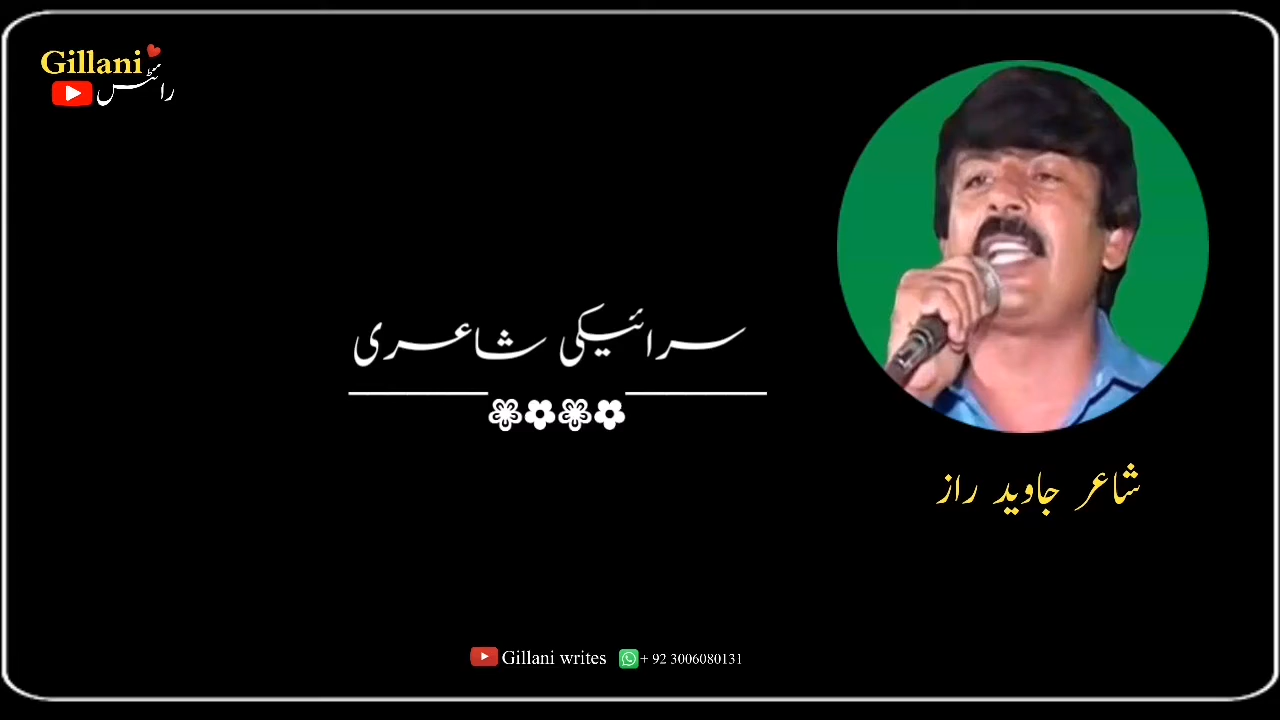 Gillani
رائٹس
سرائیکی شاعری
شاعر جاوید راز
Gillani writes + 92 3006080131